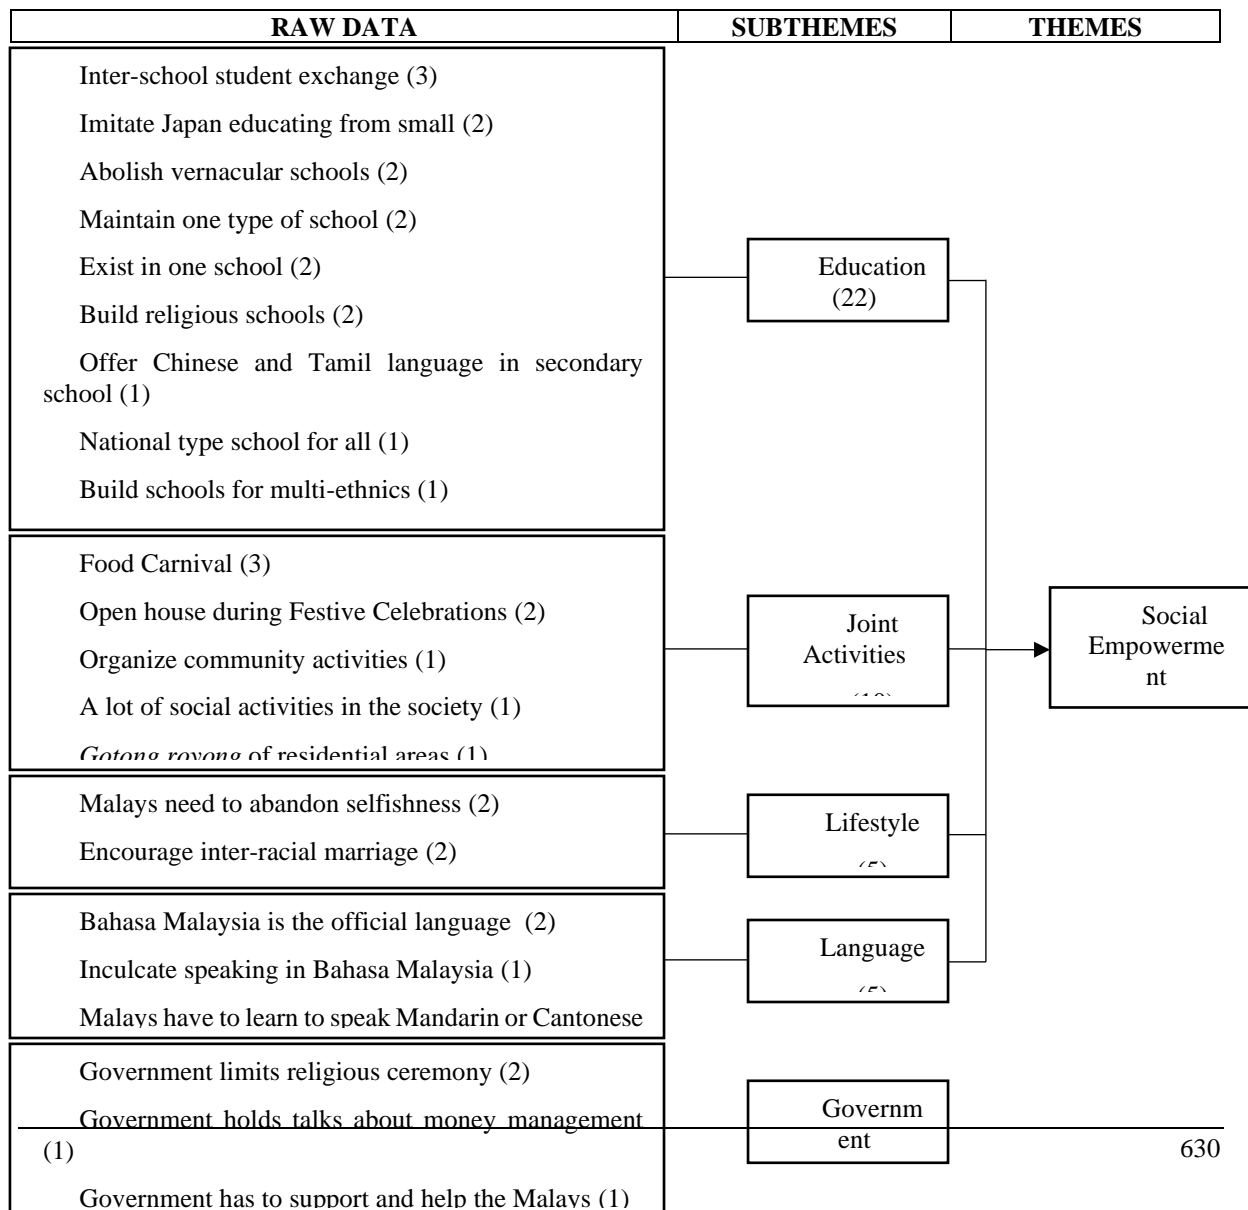 RAW DATA
SUBTHEMES
THEMES
Inter-school student exchange (3)
Imitate Japan educating from small (2)
Abolish vernacular schools (2)
Maintain one type of school (2)
Exist in one school (2)
Build religious schools (2)
Offer Chinese and Tamil language in secondary
school (1)
National type school for all (1)
Build schools for multi-ethnics (1)
Education
(22)
Food Carnival (3)
Open house during Festive Celebrations (2)
Organize community activities (1)
A lot of social activities in the society (1)
Gotong royong of residential areas (1)
Joint
Activities
Social
Empowerme
nt
Malays need to abandon selfishness (2)
Encourage inter-racial marriage (2)
Lifestyle
Bahasa Malaysia is the official language (2)
Inculcate speaking in Bahasa Malaysia (1)
Malays have to learn to speak Mandarin or Cantonese
Language
Government limits religious ceremony (2)
Government holds talks about money management
(1)
Government has to support and help the Malays (1)
Governm
ent
630